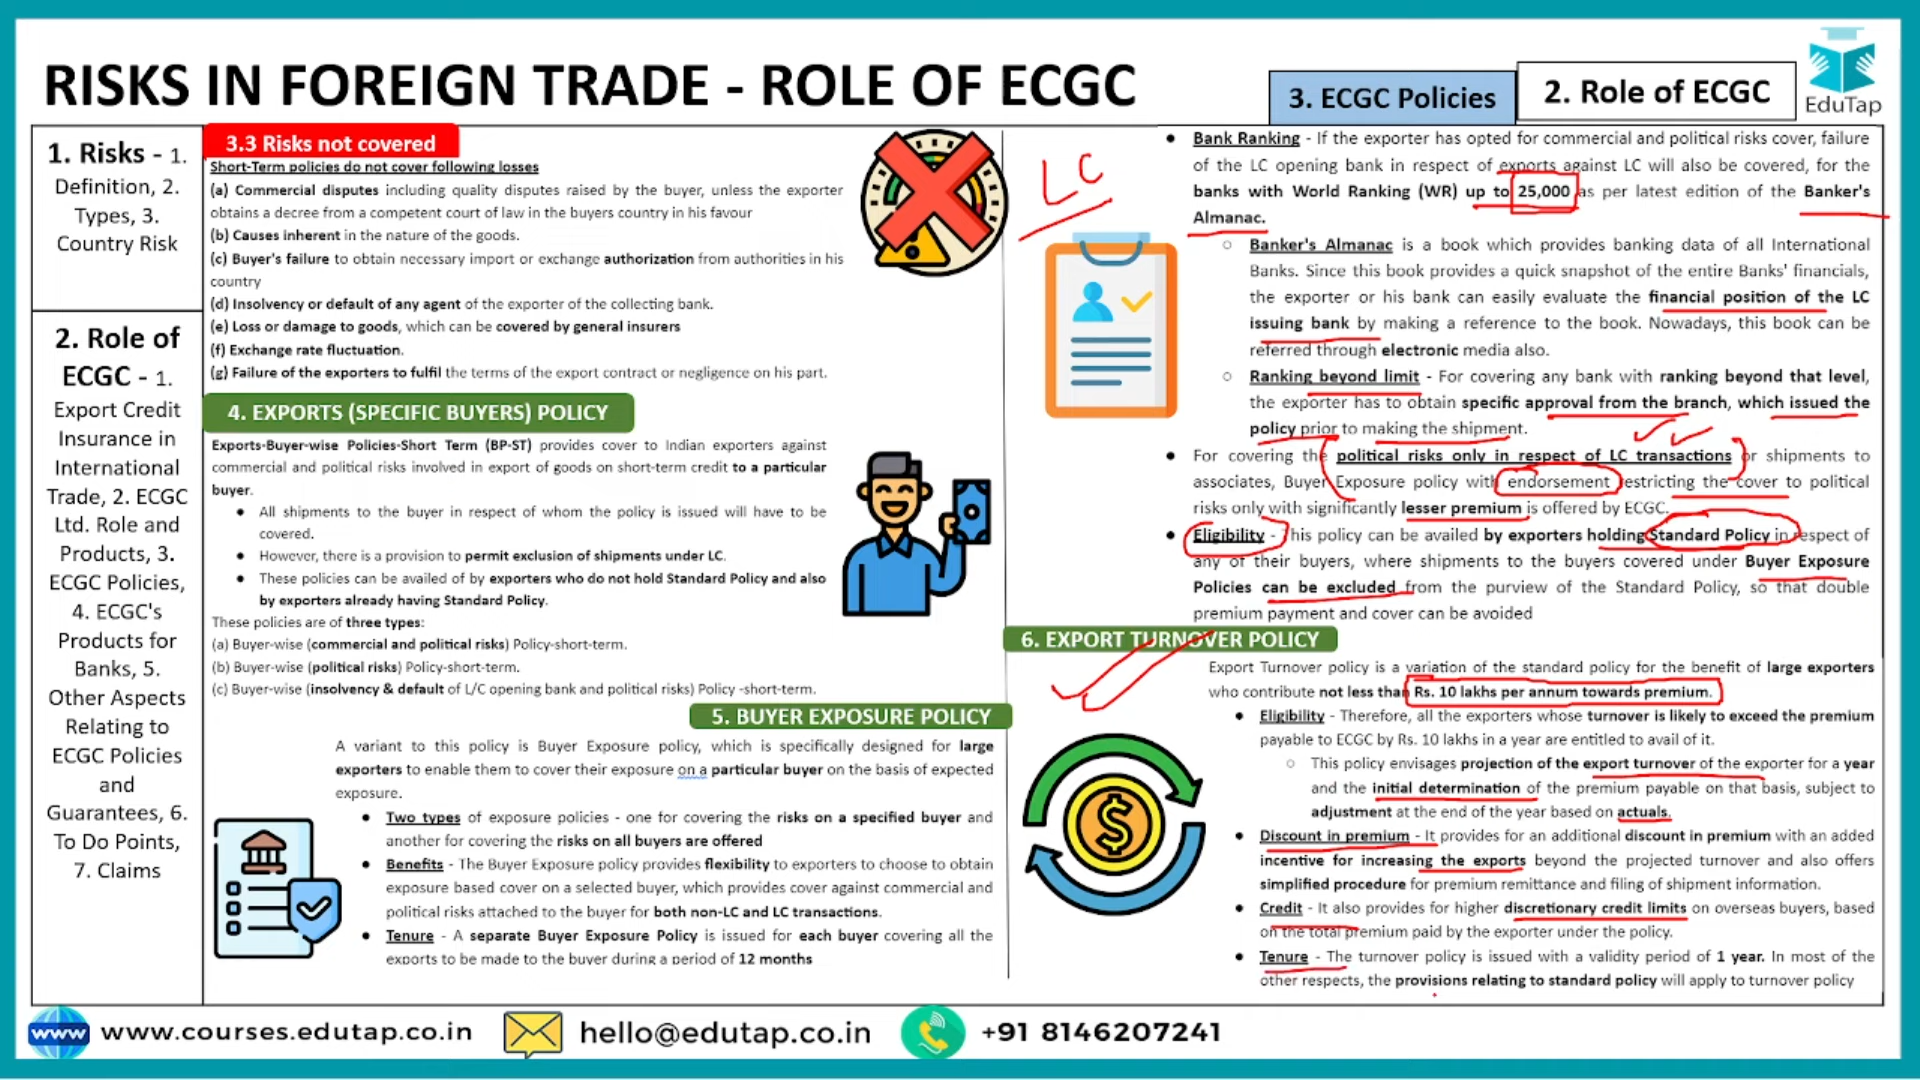 RISKS IN FOREIGN TRADE - ROLE OF ECGC
3. ECGC Policies
2. Role of ECGC
EduTap
1. Risks - 1.
Definition, 2.
Types, 3.
Country Risk
2. Role of
ECGC - 1.
Export Credit
Insurance in
International
Trade, 2. ECGC
Ltd. Role and
Products, 3.
ECGC Policies,
4. ECGC's
Products for
Banks, 5.
Other Aspects
Relating to
ECGC Policies
and
Guarantees, 6.
To Do Points,
7. Claims
3.3 Risks not covered
Short-Term policies do not cover following losses
(a) Commercial disputes including quality disputes raised by the buyer, unless the exporter
obtains a decree from a competent court of law in the buyers country in his favour
(b) Causes inherent in the nature of the goods.
(c) Buyer's failure to obtain necessary import or exchange authorization from authorities in his
country
(d) Insolvency or default of any agent of the exporter of the collecting bank.
(e) Loss or damage to goods, which can be covered by general insurers
(f) Exchange rate fluctuation.
(g) Failure of the exporters to fulfil the terms of the export contract or negligence on his part.
4. EXPORTS (SPECIFIC BUYERS) POLICY
Exports-Buyer-wise Policies-Short Term (BP-ST) provides cover to Indian exporters against
commercial and political risks involved in export of goods on short-term credit to a particular
buyer.
• All shipments to the buyer in respect of whom the policy is issued will have to be
covered.
• However, there is a provision to permit exclusion of shipments under LC.
• These policies can be availed of by exporters who do not hold Standard Policy and also
by exporters already having Standard Policy.
These policies are of three types:
(a) Buyer-wise (commercial and political risks) Policy-short-term.
(b) Buyer-wise (political risks) Policy-short-term.
(c) Buyer-wise (insolvency & default of L/C opening bank and political risks) Policy -short-term.
5. BUYER EXPOSURE POLICY
A variant to this policy is Buyer Exposure policy, which is specifically designed for large
exporters to enable them to cover their exposure on a particular buyer on the basis of expected
exposure.
• Two types of exposure policies - one for covering the risks on a specified buyer and
another for covering the risks on all buyers are offered
• Benefits - The Buyer Exposure policy provides flexibility to exporters to choose to obtain
exposure based cover on a selected buyer, which provides cover against commercial and
political risks attached to the buyer for both non-LC and LC transactions.
• Tenure - A separate Buyer Exposure Policy is issued for each buyer covering all the
exports to be made to the buyer during a period of 12 months
LC
• Bank Ranking - If the exporter has opted for commercial and political risks cover, failure
of the LC opening bank in respect of exports against LC will also be covered, for the
banks with World Ranking (WR) up to 25,000 as per latest edition of the Banker's
Almanac.
○ Banker's Almanac is a book which provides banking data of all International
Banks. Since this book provides a quick snapshot of the entire Banks' financials,
the exporter or his bank can easily evaluate the financial position of the LC
issuing bank by making a reference to the book. Nowadays, this book can be
referred through electronic media also.
○ Ranking beyond limit - For covering any bank with ranking beyond that level,
the exporter has to obtain specific approval from the branch, which issued the
policy prior to making the shipment.
• For covering the political risks only in respect of LC transactions or shipments to
associates, Buyer Exposure policy with endorsement restricting the cover to political
risks only with significantly lesser premium is offered by ECGC.
• Eligibility - This policy can be availed by exporters holding Standard Policy in respect of
any of their buyers, where shipments to the buyers covered under Buyer Exposure
Policies can be excluded from the purview of the Standard Policy, so that double
premium payment and cover can be avoided
6. EXPORT TURNOVER POLICY
Export Turnover policy is a variation of the standard policy for the benefit of large exporters
who contribute not less than Rs. 10 lakhs per annum towards premium.
• Eligibility - Therefore, all the exporters whose turnover is likely to exceed the premium
payable to ECGC by Rs. 10 lakhs in a year are entitled to avail of it.
○ This policy envisages projection of the export turnover of the exporter for a year
and the initial determination of the premium payable on that basis, subject to
adjustment at the end of the year based on actuals.
• Discount in premium - It provides for an additional discount in premium with an added
incentive for increasing the exports beyond the projected turnover and also offers
simplified procedure for premium remittance and filing of shipment information.
• Credit - It also provides for higher discretionary credit limits on overseas buyers, based
on the total premium paid by the exporter under the policy.
• Tenure - The turnover policy is issued with a validity period of 1 year. In most of the
other respects, the provisions relating to standard policy will apply to turnover policy
www
www.courses.edutap.co.in
hello@edutap.co.in
+91 8146207241